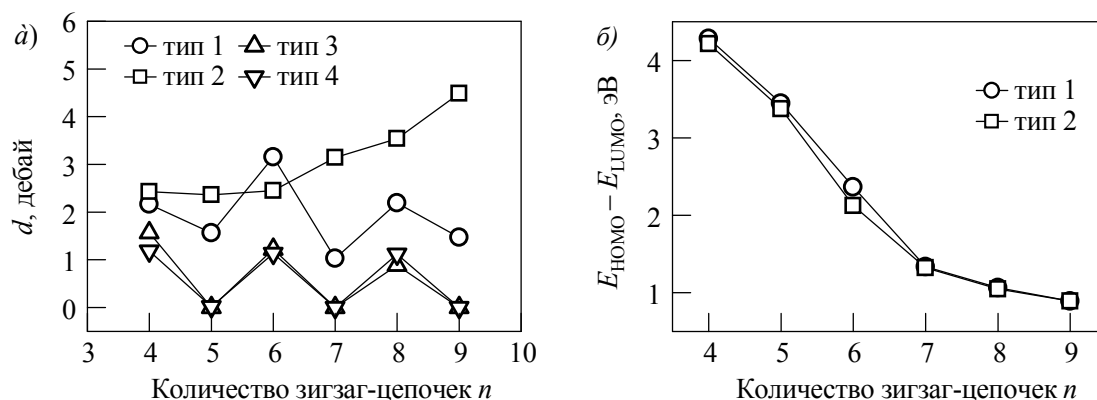 à)
6
5
4
3
2
1
0
d, дебай
тип 1
тип 2
тип 3
тип 4
3 4 5 6 7 8 9 10
Количество зигзаг-цепочек n
б)
4
3
2
1
E_HOMO – E_LUMO, эВ
тип 1
тип 2
4 5 6 7 8 9
Количество зигзаг-цепочек n